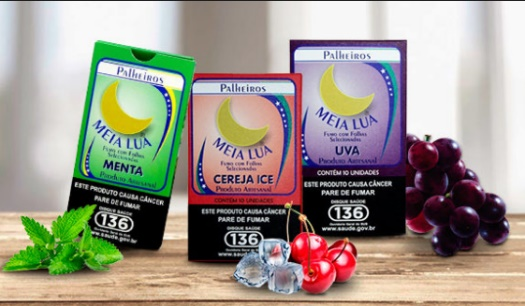 Palheiros
MEIA LUA
Fumo com Folhas
Selecionadas
MENTA
Produto Artesanal
ESTE PRODUTO CAUSA CÂNCER
PARE DE FUMAR
DISQUE SAÚDE
136
www.saude.gov.br
Palheiros
MEIA LUA
Fumo com Folhas
Selecionadas
CEREJA ICE
Produto Artesanal
CONTÉM 10 UNIDADES
ESTE PRODUTO CAUSA CÂNCER
PARE DE FUMAR
DISQUE SAÚDE
136
www.saude.gov.br
Palheiros
MEIA LUA
Fumo com Folhas
Selecionadas
UVA
Produto Artesanal
CONTÉM 10 UNIDADES
ESTE PRODUTO CAUSA CÂNCER
PARE DE FUMAR
DISQUE SAÚDE
136
www.saude.gov.br